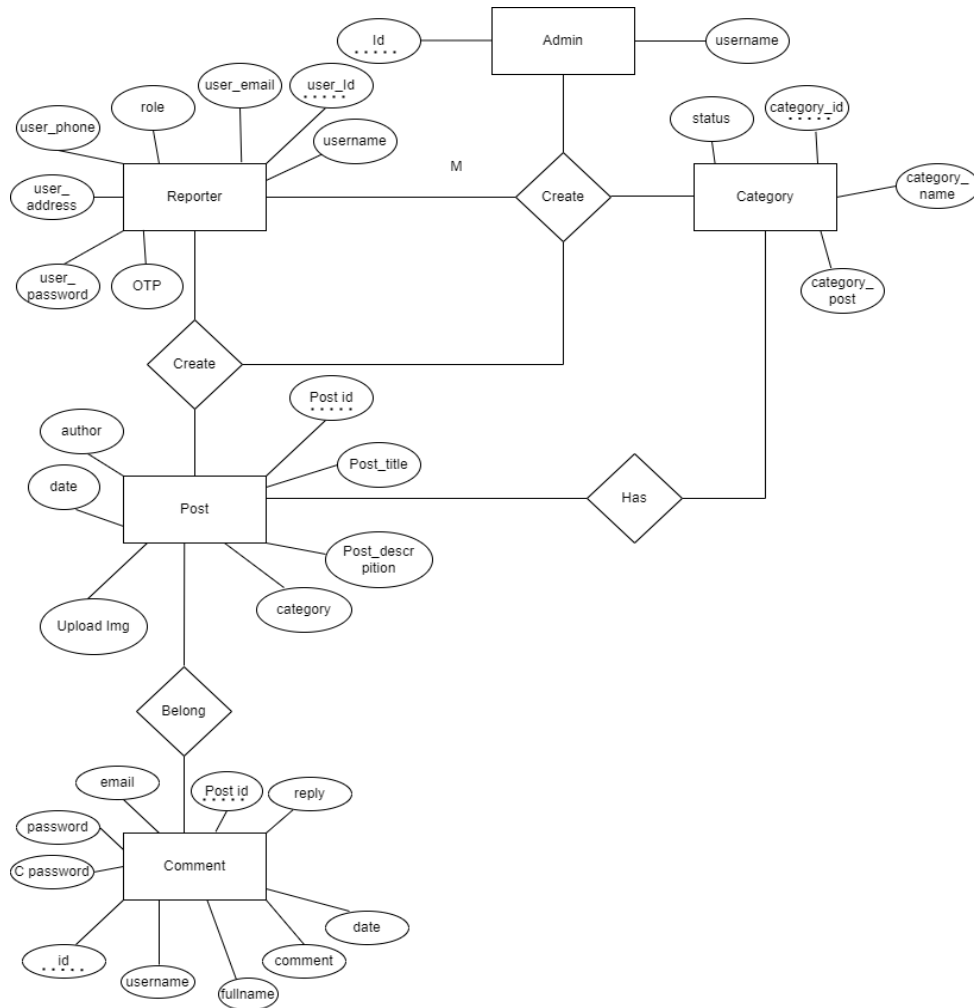 Id
Admin
username
user_email
user_Id
role
user_phone
username
status
category_id
M
user_
address
Reporter
Create
Category
category_
name
user_
password
OTP
category_
post
Create
Post id
author
Post_title
date
Post
Has
Post_descr
pition
Upload Img
category
Belong
email
Post id
reply
password
C password
Comment
id
username
fullname
comment
date